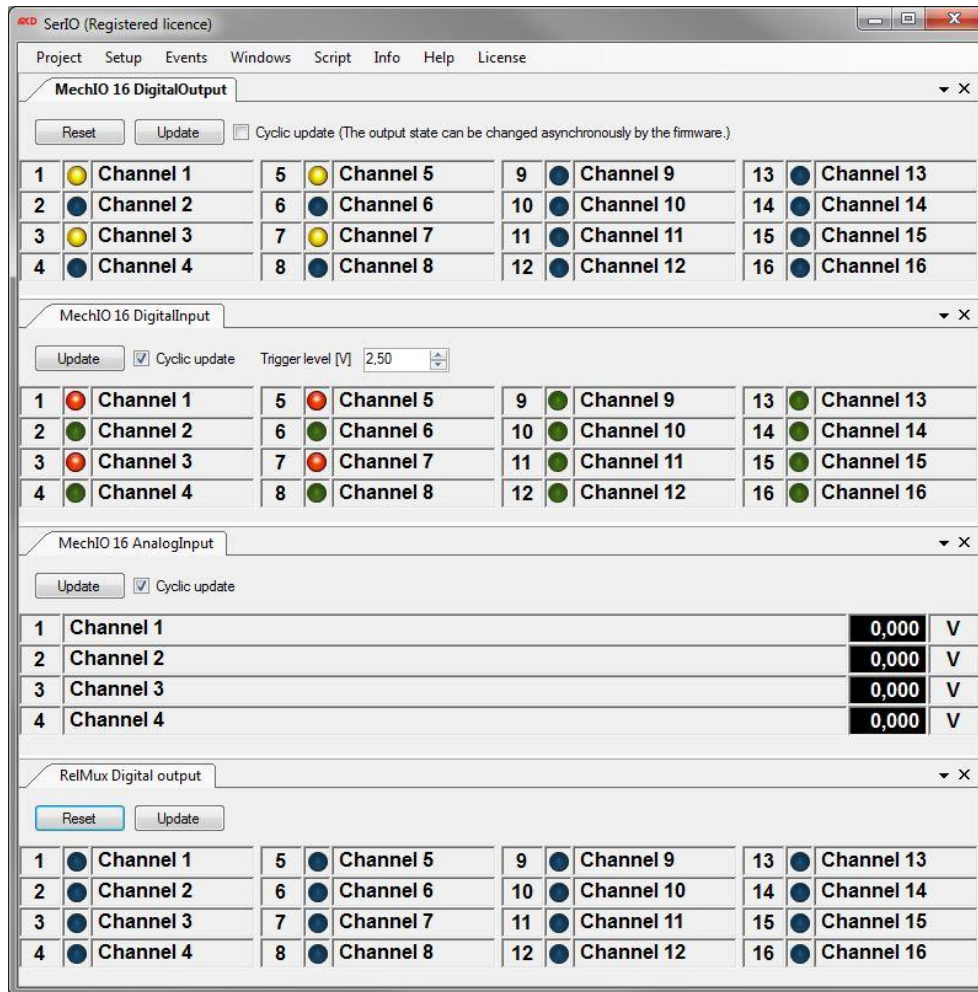 SerIO (Registered licence)
Project Setup Events Windows Script Info Help License
MechIO 16 DigitalOutput
Reset Update Cyclic update (The output state can be changed asynchronously by the firmware.)
1 Channel 1 5 Channel 5 9 Channel 9 13 Channel 13
2 Channel 2 6 Channel 6 10 Channel 10 14 Channel 14
3 Channel 3 7 Channel 7 11 Channel 11 15 Channel 15
4 Channel 4 8 Channel 8 12 Channel 12 16 Channel 16
MechIO 16 DigitalInput
Update Cyclic update Trigger level [V] 2,50
1 Channel 1 5 Channel 5 9 Channel 9 13 Channel 13
2 Channel 2 6 Channel 6 10 Channel 10 14 Channel 14
3 Channel 3 7 Channel 7 11 Channel 11 15 Channel 15
4 Channel 4 8 Channel 8 12 Channel 12 16 Channel 16
MechIO 16 AnalogInput
Update Cyclic update
1 Channel 1 0,000 V
2 Channel 2 0,000 V
3 Channel 3 0,000 V
4 Channel 4 0,000 V
RelMux Digital output
Reset Update
1 Channel 1 5 Channel 5 9 Channel 9 13 Channel 13
2 Channel 2 6 Channel 6 10 Channel 10 14 Channel 14
3 Channel 3 7 Channel 7 11 Channel 11 15 Channel 15
4 Channel 4 8 Channel 8 12 Channel 12 16 Channel 16